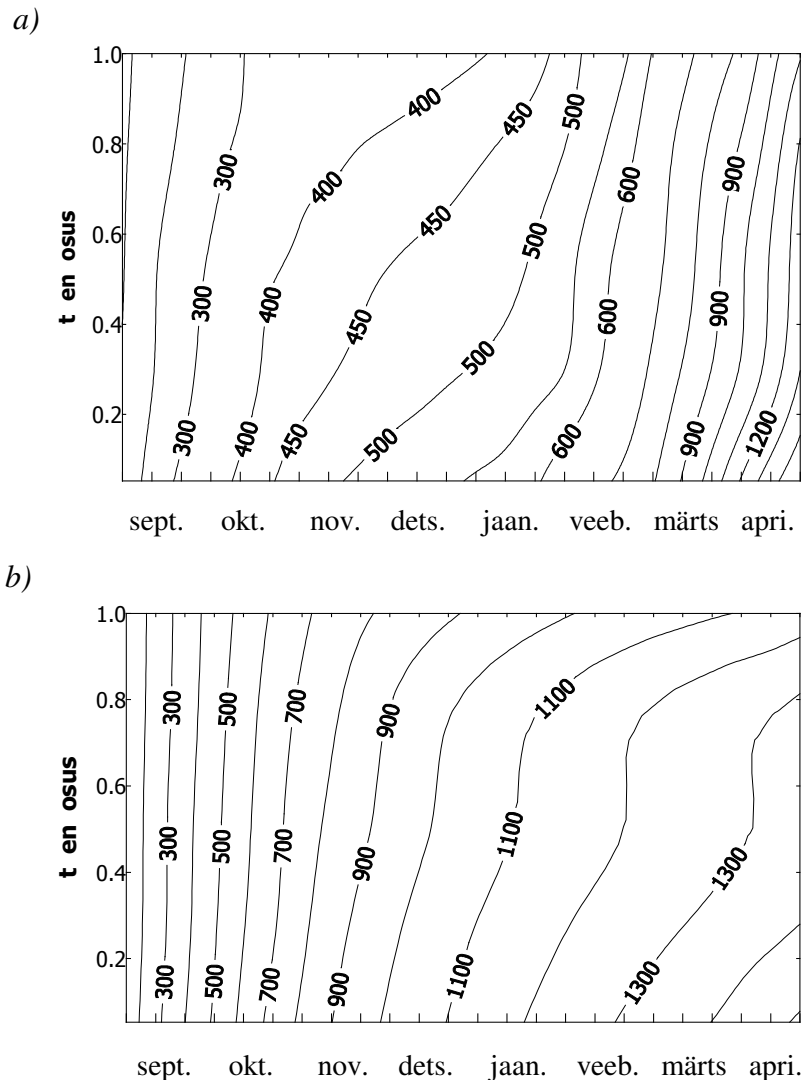 a)
1.0
0.8
0.6
0.4
0.2
t en osus
300 300 300
400 400 400 400
450 450 450 450
500 500 500 500
600 600 600
900 900 900
1200
sept. okt. nov. dets. jaan. veeb. märts apri.
b)
1.0
0.8
0.6
0.4
0.2
t en osus
300 500 700 900 1100
300 500 700 900 1100 1300
300 500 700 900 1100 1300
sept. okt. nov. dets. jaan. veeb. märts apri.